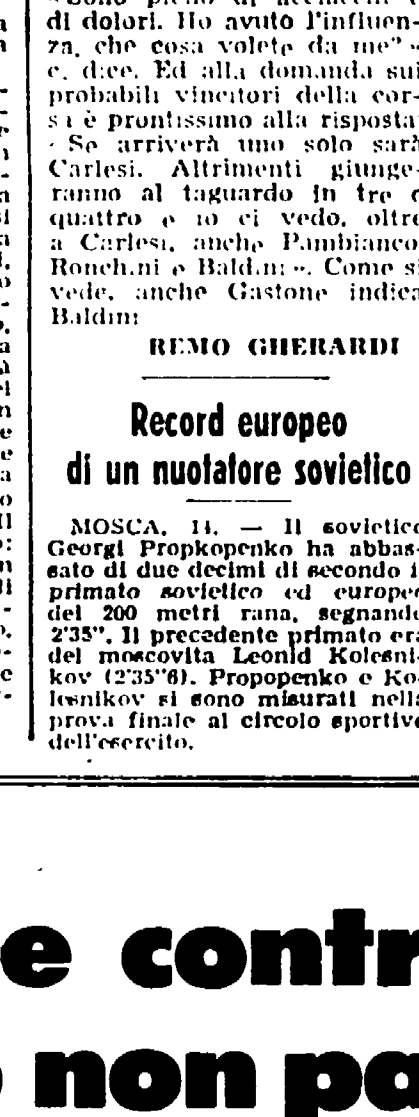 di dolori. Ho avuto l'influen-
za, che cosa volete da me"»
e, dice. Ed alla domanda sui
probabili vincitori della cor-
sa è prontissimo alla risposta:
«Se arriverà uno solo sarà
Carlesi. Altrimenti giunge-
ranno al taguardo in tre o
quattro e io ci vedo, oltre
a Carlesi, anche Pambianco,
Ronchini e Baldini». Come si
vede, anche Gastone indica
Baldini
REMO GHERARDI
Record europeo
di un nuotatore sovietico
MOSCA, 14. — Il sovietico
Georgi Propkopenko ha abbas-
sato di due decimi di secondo il
primato sovietico ed europeo
dei 200 metri rana, segnando
2'35". Il precedente primato era
del moscovita Leonid Kolesni-
kov (2'35"6). Propopenko e Ko-
lesnikov si sono misurati nella
prova finale al circolo sportivo
dell'esercito.
e contr
non pa